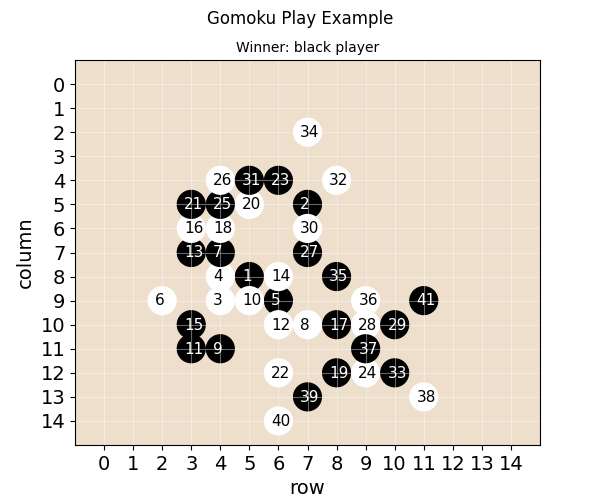 Gomoku Play Example
Winner: black player
column
0
1
2 34
3
4 26 31 23 32
5 21 25 20 2
6 16 18 30
7 13 7 27
8 4 1 14 35
9 6 3 10 5 36 41
10 15 12 8 17 28 29
11 11 9 37
12 22 19 24 33
13 39 38
14 40
0 1 2 3 4 5 6 7 8 9 10 11 12 13 14
row